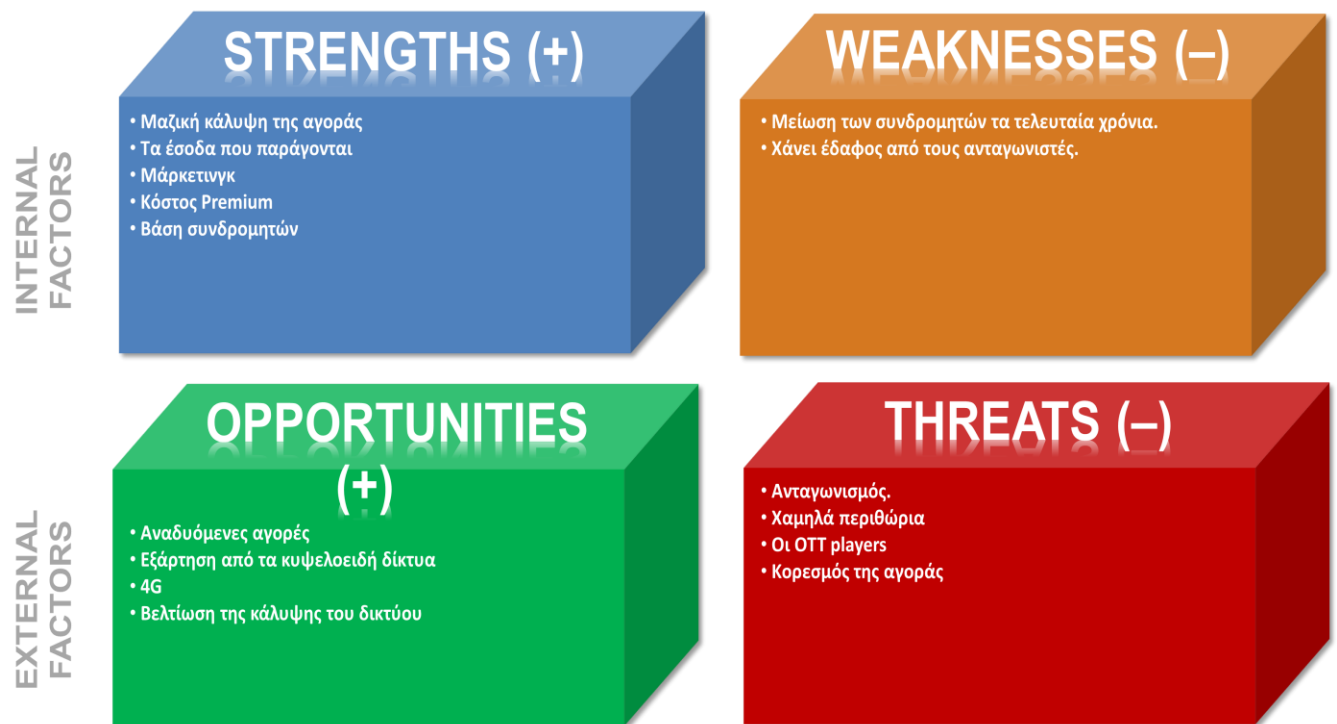 INTERNAL
FACTORS
STRENGTHS (+)
• Μαζική κάλυψη της αγοράς
• Τα έσοδα που παράγονται
• Μάρκετινγκ
• Κόστος Premium
• Βάση συνδρομητών
WEAKNESSES (–)
• Μείωση των συνδρομητών τα τελευταία χρόνια.
• Χάνει έδαφος από τους ανταγωνιστές.
EXTERNAL
FACTORS
OPPORTUNITIES
(+)
• Αναδυόμενες αγορές
• Εξάρτηση από τα κυψελοειδή δίκτυα
• 4G
• Βελτίωση της κάλυψης του δικτύου
THREATS (–)
• Ανταγωνισμός.
• Χαμηλά περιθώρια
• Οι OTT players
• Κορεσμός της αγοράς